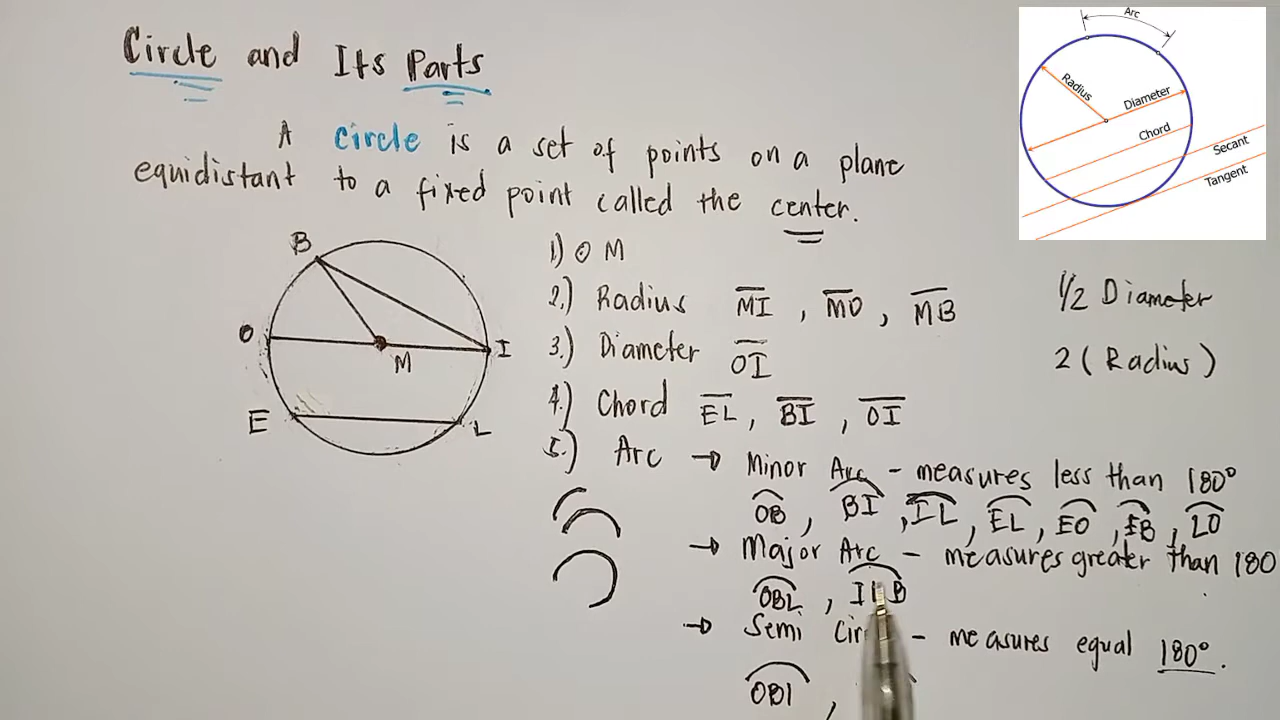 Circle and Its Parts
A circle is a set of points on a plane
equidistant to a fixed point called the center.
Arc
Radius
Diameter
Chord
Secant
Tangent
B
O
M
I
E
L
1) ⊙ M
2.) Radius MI, MO, MB
1/2 Diameter
3.) Diameter OI
2 (Radius)
4.) Chord EL, BI, OI
5.) Arc → Minor Arc - measures less than 180°
OB, BI, IL, EL, EO, EB, LO
→ Major Arc - measures greater than 180
OBL, ILB
→ Semi - measures equal 180°.
OBI,